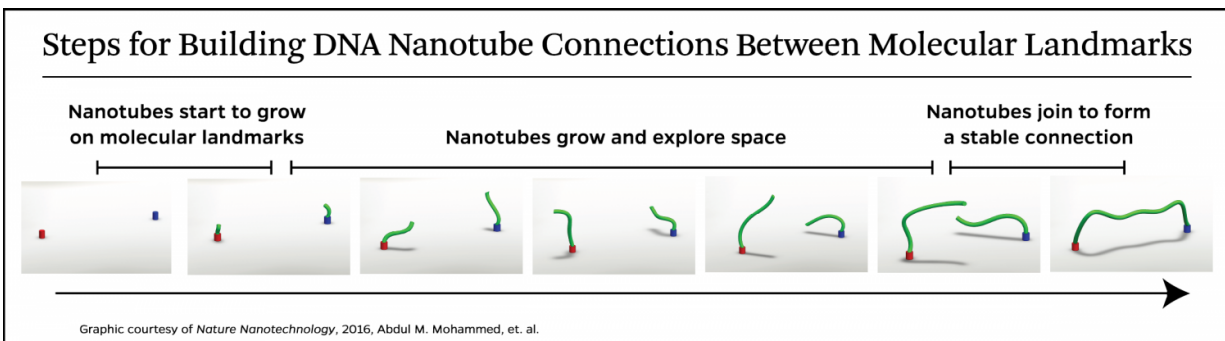 Steps for Building DNA Nanotube Connections Between Molecular Landmarks
Nanotubes start to grow
on molecular landmarks
Nanotubes grow and explore space
Nanotubes join to form
a stable connection
Graphic courtesy of Nature Nanotechnology, 2016, Abdul M. Mohammed, et. al.